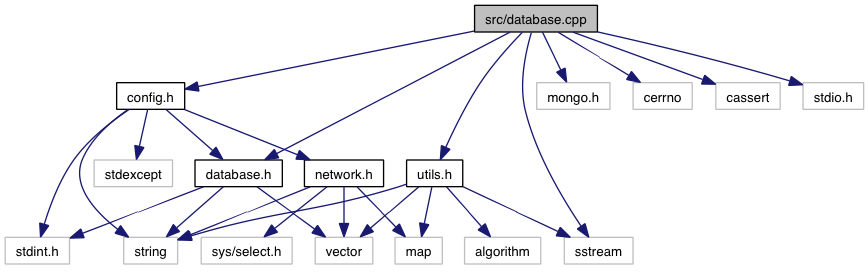 src/database.cpp
config.h
mongo.h
cerrno
cassert
stdio.h
stdexcept
database.h
network.h
utils.h
stdint.h
string
sys/select.h
vector
map
algorithm
sstream